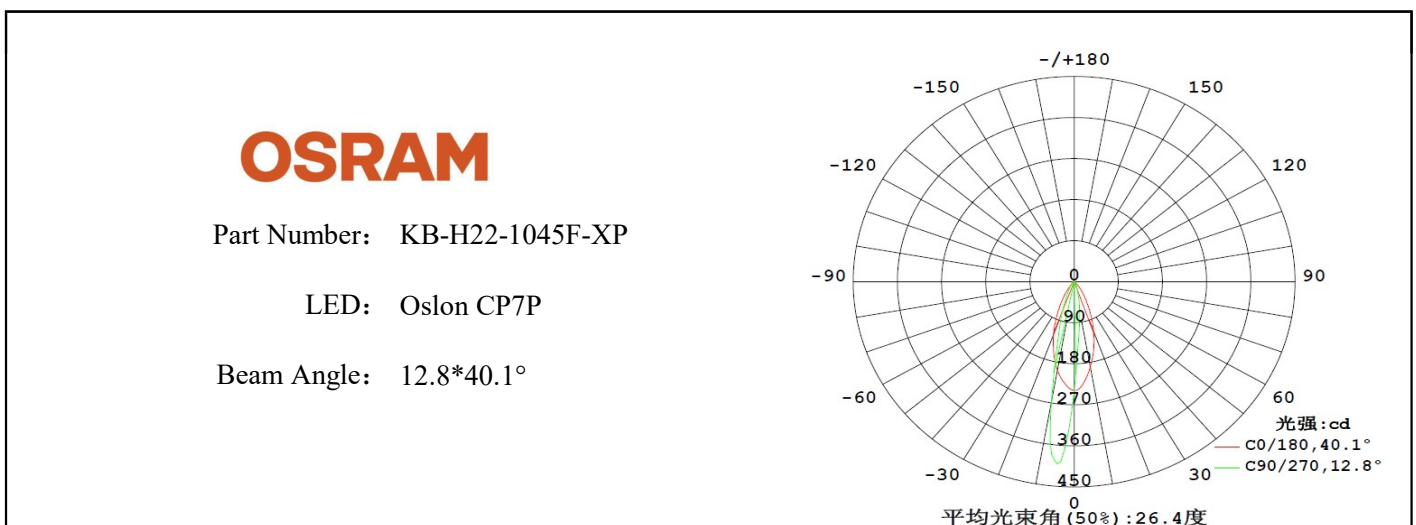 OSRAM
Part Number： KB-H22-1045F-XP
LED： Oslon CP7P
Beam Angle： 12.8*40.1°
-/+180
-150
150
-120
120
-90
0
90
90
180
-60
270
60
光强:cd
360
C0/180,40.1°
-30
30
C90/270,12.8°
450
0
平均光束角(50%):26.4度